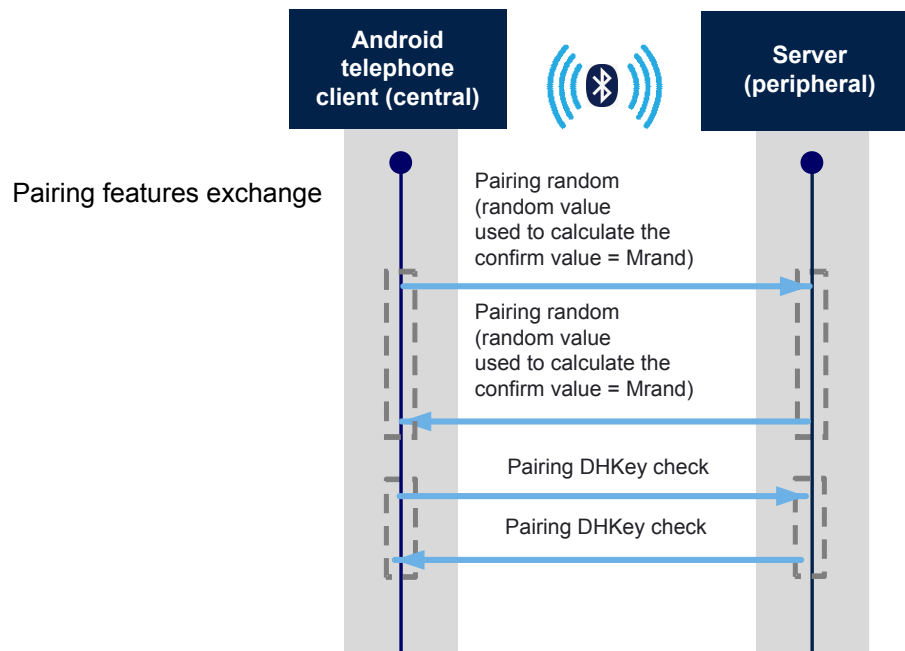 Android
telephone
client (central)
Server
(peripheral)
Pairing features exchange
Pairing random
(random value
used to calculate the
confirm value = Mrand)
Pairing random
(random value
used to calculate the
confirm value = Mrand)
Pairing DHKey check
Pairing DHKey check